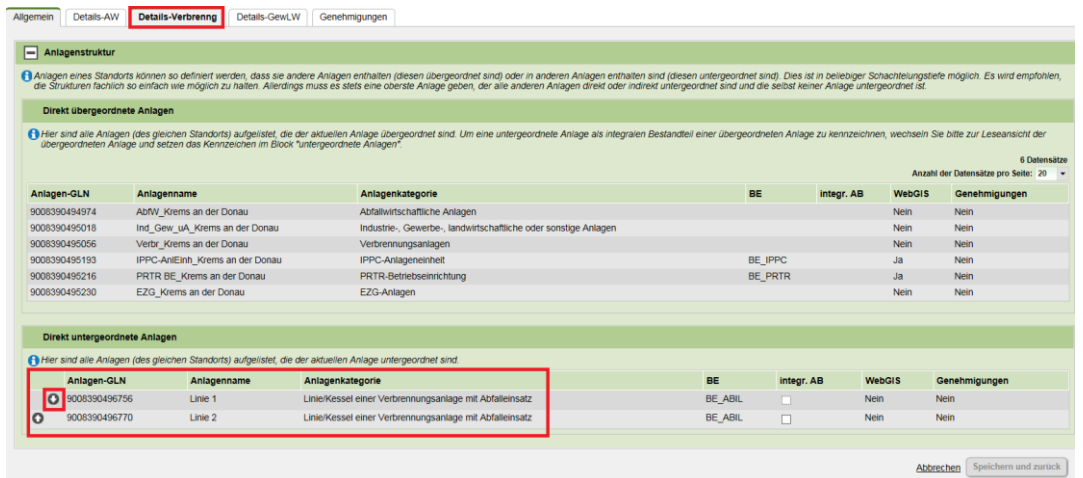 Allgemein Details-AW Details-Verbrenng Details-GewLW Genehmigungen
Anlagenstruktur
Anlagen eines Standorts können so definiert werden, dass sie andere Anlagen enthalten (diesen übergeordnet sind) oder in anderen Anlagen enthalten sind (diesen untergeordnet sind). Dies ist in beliebiger Schachtelungstiefe möglich. Es wird empfohlen,
die Strukturen fachlich so einfach wie möglich zu halten. Allerdings muss es stets eine oberste Anlage geben, der alle anderen Anlagen direkt oder indirekt untergeordnet sind und die selbst keiner Anlage untergeordnet ist.
Direkt übergeordnete Anlagen
Hier sind alle Anlagen (des gleichen Standorts) aufgelistet, die der aktuellen Anlage übergeordnet sind. Um eine untergeordnete Anlage als integralen Bestandteil einer übergeordneten Anlage zu kennzeichnen, wechseln Sie bitte zur Leseansicht der
übergeordneten Anlage und setzen das Kennzeichen im Block "untergeordnete Anlagen".
6 Datensätze
Anzahl der Datensätze pro Seite: 20
Anlagen-GLN Anlagenname Anlagenkategorie BE integr. AB WebGIS Genehmigungen
9008390494974 AbfW_Krems an der Donau Abfallwirtschaftliche Anlagen Nein Nein
9008390495018 Ind_Gew_uA_Krems an der Donau Industrie-, Gewerbe-, landwirtschaftliche oder sonstige Anlagen Nein Nein
9008390495056 Verbr_Krems an der Donau Verbrennungsanlagen Nein Nein
9008390495193 IPPC-AnlEinh_Krems an der Donau IPPC-Anlageneinheit BE_IPPC Ja Nein
9008390495216 PRTR BE_Krems an der Donau PRTR-Betriebseinrichtung BE_PRTR Ja Nein
9008390495230 EZG_Krems an der Donau EZG-Anlagen Nein Nein
Direkt untergeordnete Anlagen
Hier sind alle Anlagen (des gleichen Standorts) aufgelistet, die der aktuellen Anlage untergeordnet sind.
Anlagen-GLN Anlagenname Anlagenkategorie BE integr. AB WebGIS Genehmigungen
9008390496756 Linie 1 Linie/Kessel einer Verbrennungsanlage mit Abfalleinsatz BE_ABIL Nein Nein
9008390496770 Linie 2 Linie/Kessel einer Verbrennungsanlage mit Abfalleinsatz BE_ABIL Nein Nein
Abbrechen Speichern und zurück